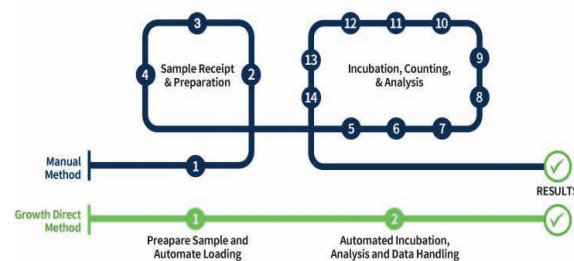 3
12 11 10
4
Sample Receipt
& Preparation
2
13
Incubation, Counting,
& Analysis
9
14
8
5 6 7
Manual
Method
1
RESULTS
Growth Direct
Method
1
2
Preapare Sample and
Automate Loading
Automated Incubation,
Analysis and Data Handling